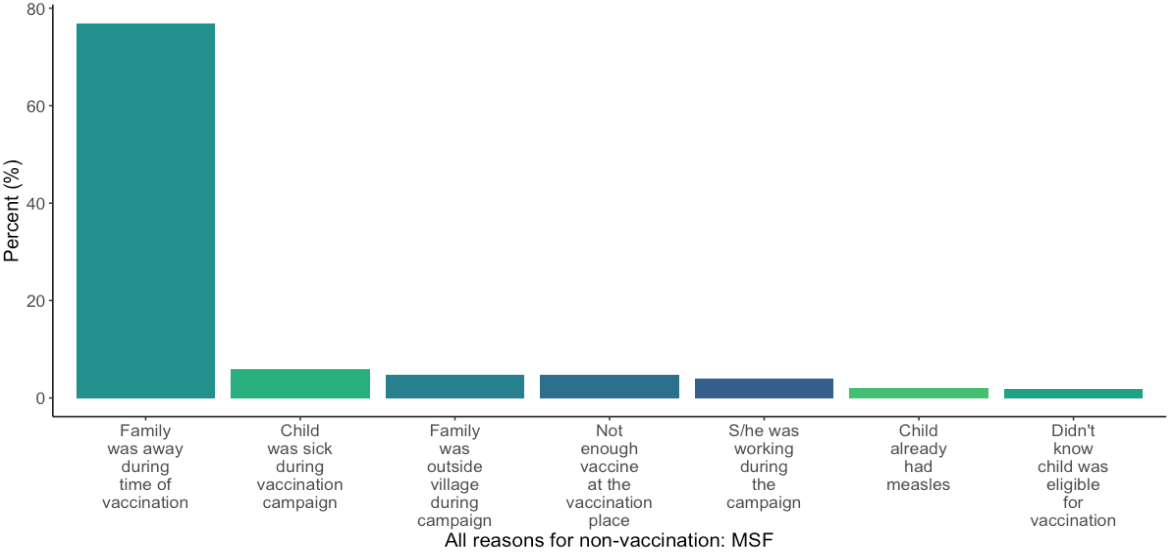 80
60
40
20
0
Percent (%)
Family
was away
during
time of
vaccination
Child
was sick
during
vaccination
campaign
Family
was
outside
village
during
campaign
Not
enough
vaccine
at the
vaccination
place
S/he was
working
during
the
campaign
Child
already
had
measles
Didn't
know
child was
eligible
for
vaccination
All reasons for non-vaccination: MSF